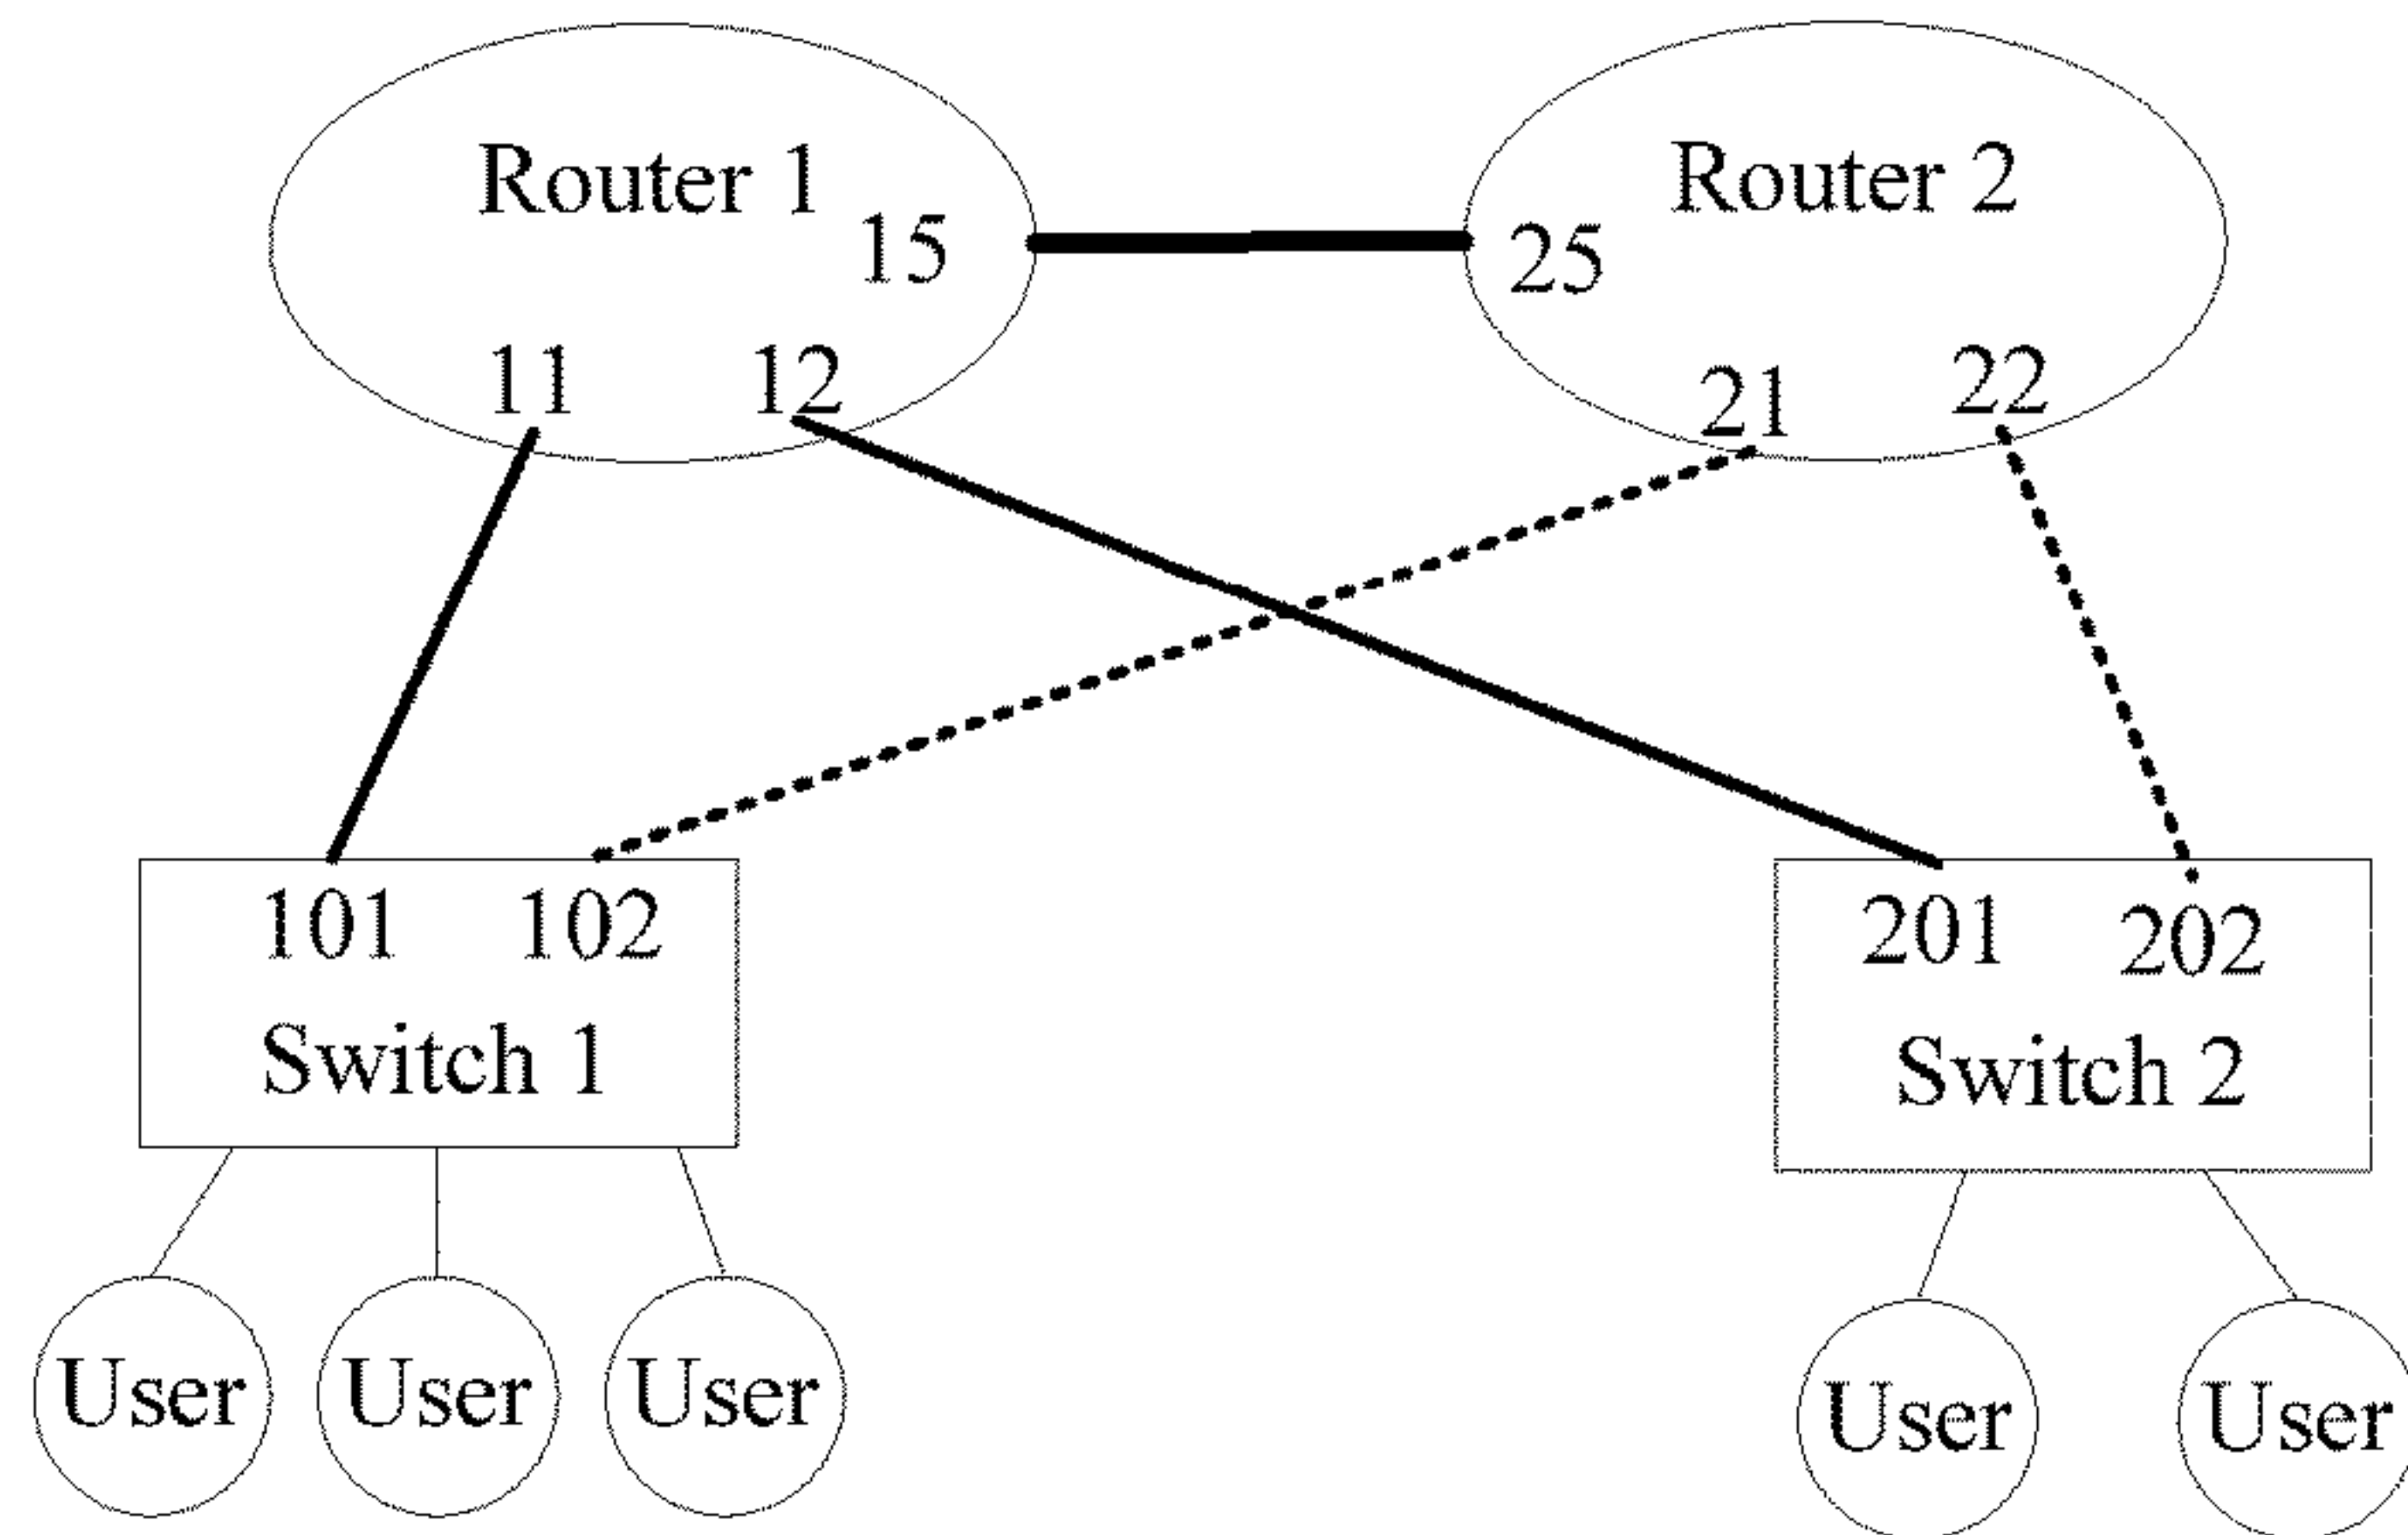 Router 1
15
11 12
Router 2
25
21 22
101 102
Switch 1
201 202
Switch 2
User User User
User User